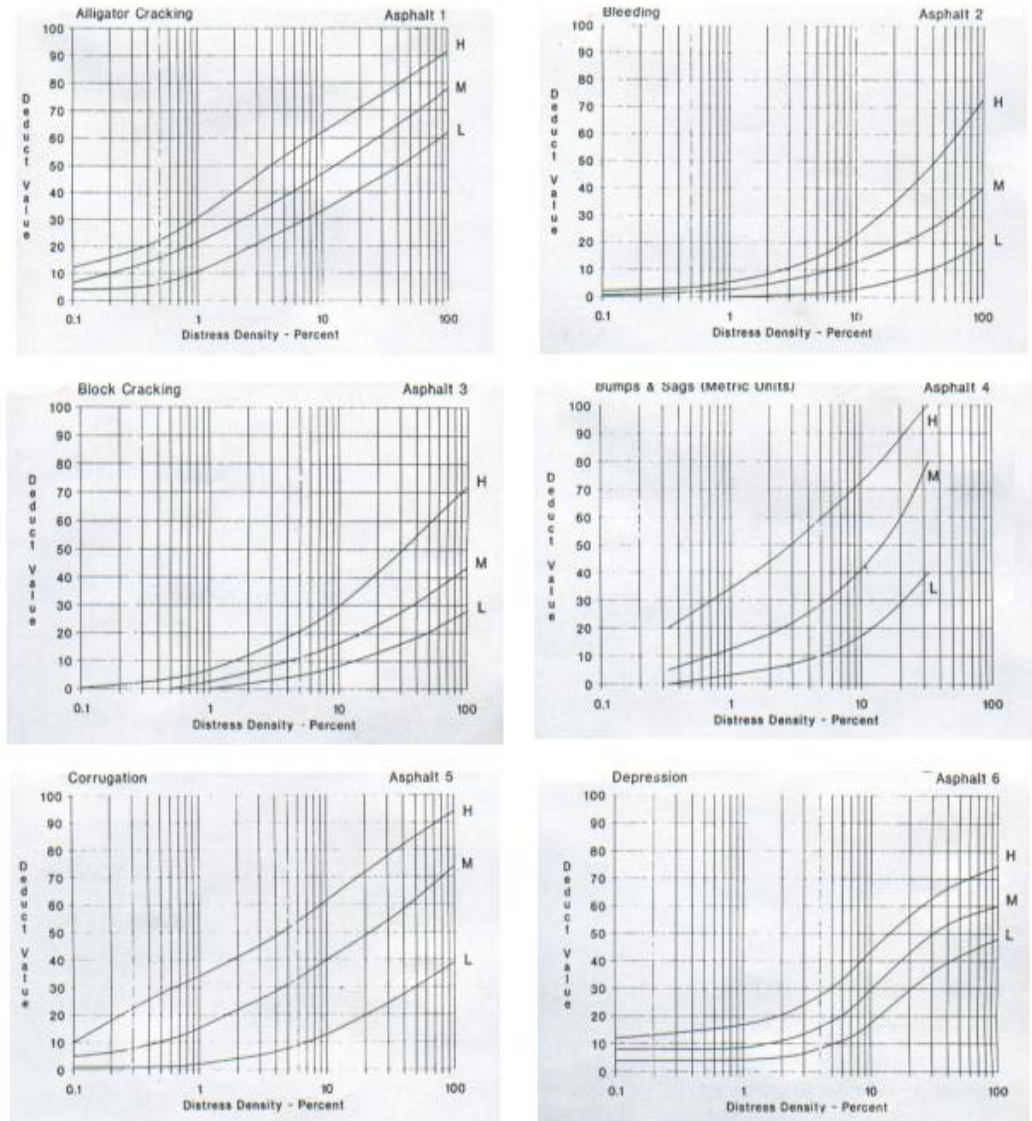 Alligator Cracking Asphalt 1
100
90
80
70
60
50
40
30
20
10
0
H
M
L
Deduct Value
0.1 1 10 100
Distress Density - Percent
Bleeding Asphalt 2
100
90
80
70
60
50
40
30
20
10
0
H
M
L
Deduct Value
0.1 1 10 100
Distress Density - Percent
Block Cracking Asphalt 3
100
90
80
70
60
50
40
30
20
10
0
H
M
L
Deduct Value
0.1 1 10 100
Distress Density - Percent
Bumps & Sags (Metric Units) Asphalt 4
100
90
80
70
60
50
40
30
20
10
0
H
M
L
Deduct Value
0.1 1 10 100
Distress Density - Percent
Corrugation Asphalt 5
100
90
80
70
60
50
40
30
20
10
0
H
M
L
Deduct Value
0.1 1 10 100
Distress Density - Percent
Depression Asphalt 6
100
90
80
70
60
50
40
30
20
10
0
H
M
L
Deduct Value
0.1 1 10 100
Distress Density - Percent